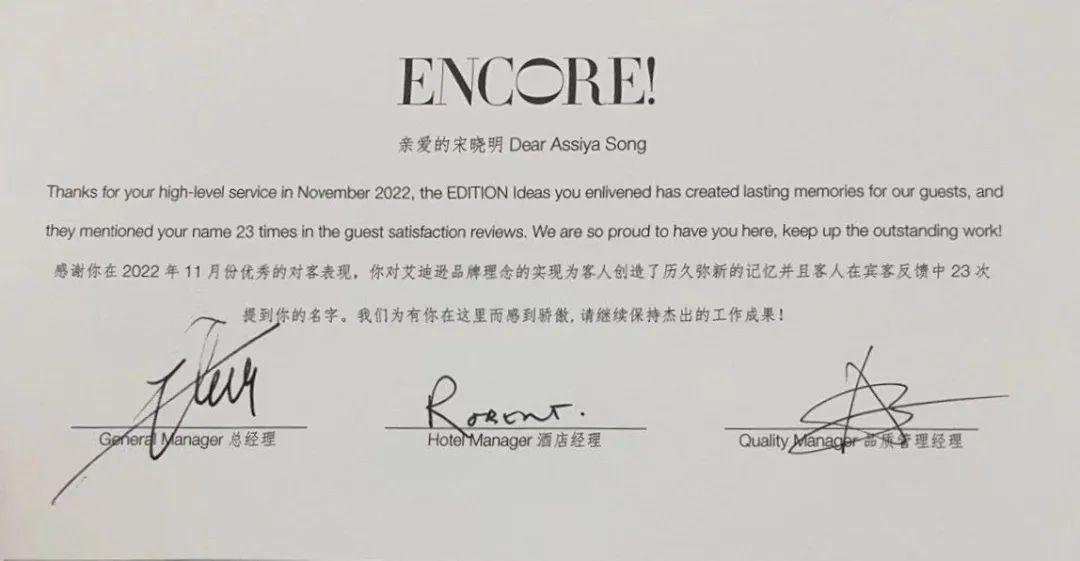 ENCORE!
亲爱的宋晓明 Dear Assiya Song
Thanks for your high-level service in November 2022, the EDITION Ideas you enlivened has created lasting memories for our guests, and
they mentioned your name 23 times in the guest satisfaction reviews. We are so proud to have you here, keep up the outstanding work!
感谢你在 2022 年 11 月份优秀的对客表现，你对艾迪逊品牌理念的实现为客人创造了历久弥新的记忆并且客人在宾客反馈中 23 次
提到你的名字。我们为有你在这里而感到骄傲, 请继续保持杰出的工作成果！
General Manager 总经理
Hotel Manager 酒店经理
Quality Manager 品质管理经理